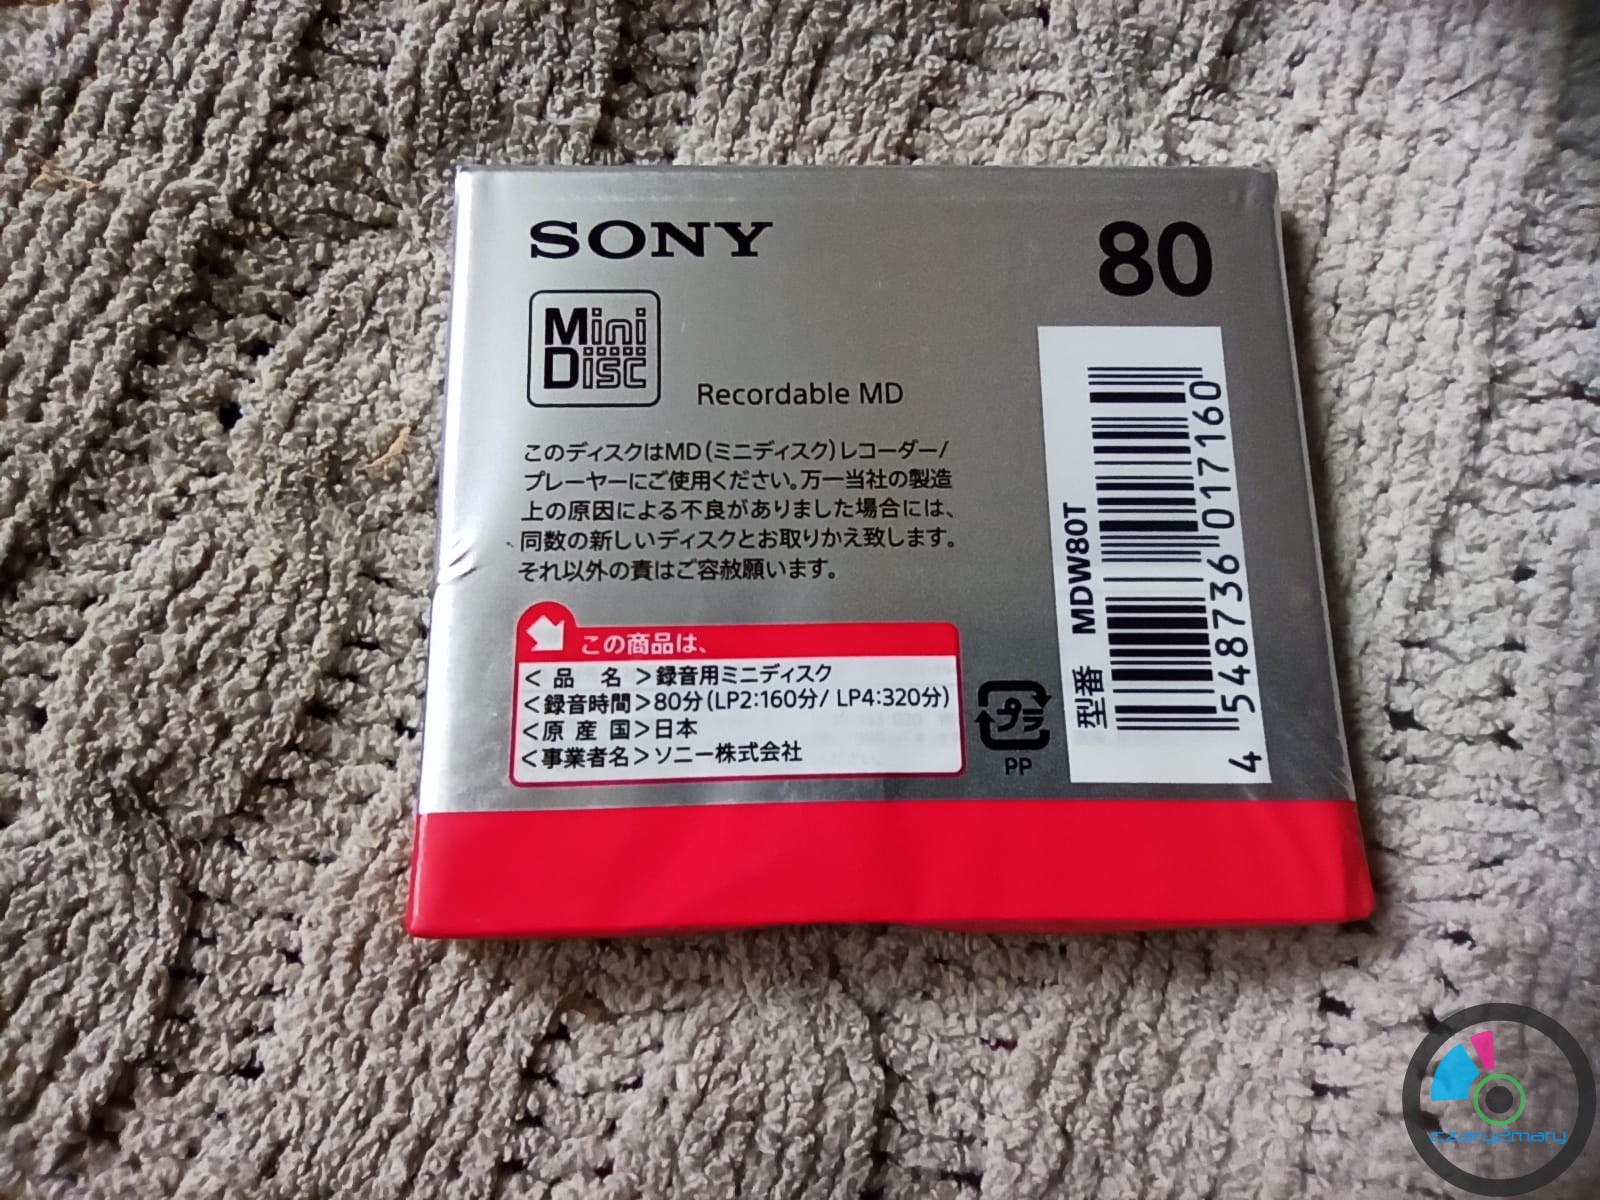 SONY
80
Mini
Disc
Recordable MD
このディスクはMD(ミニディスク)レコーダー/
プレーヤーにご使用ください。万一当社の製造
上の原因による不良がありました場合には、
同数の新しいディスクとお取りかえ致します。
それ以外の責はご容赦願います。
この商品は、
<品 名>録音用ミニディスク
<録音時間>80分(LP2:160分/ LP4:320分)
<原 産 国>日本
<事業者名>ソニー株式会社
プラ
PP
型番 MDW80T
4 548736 017160
czary2mary